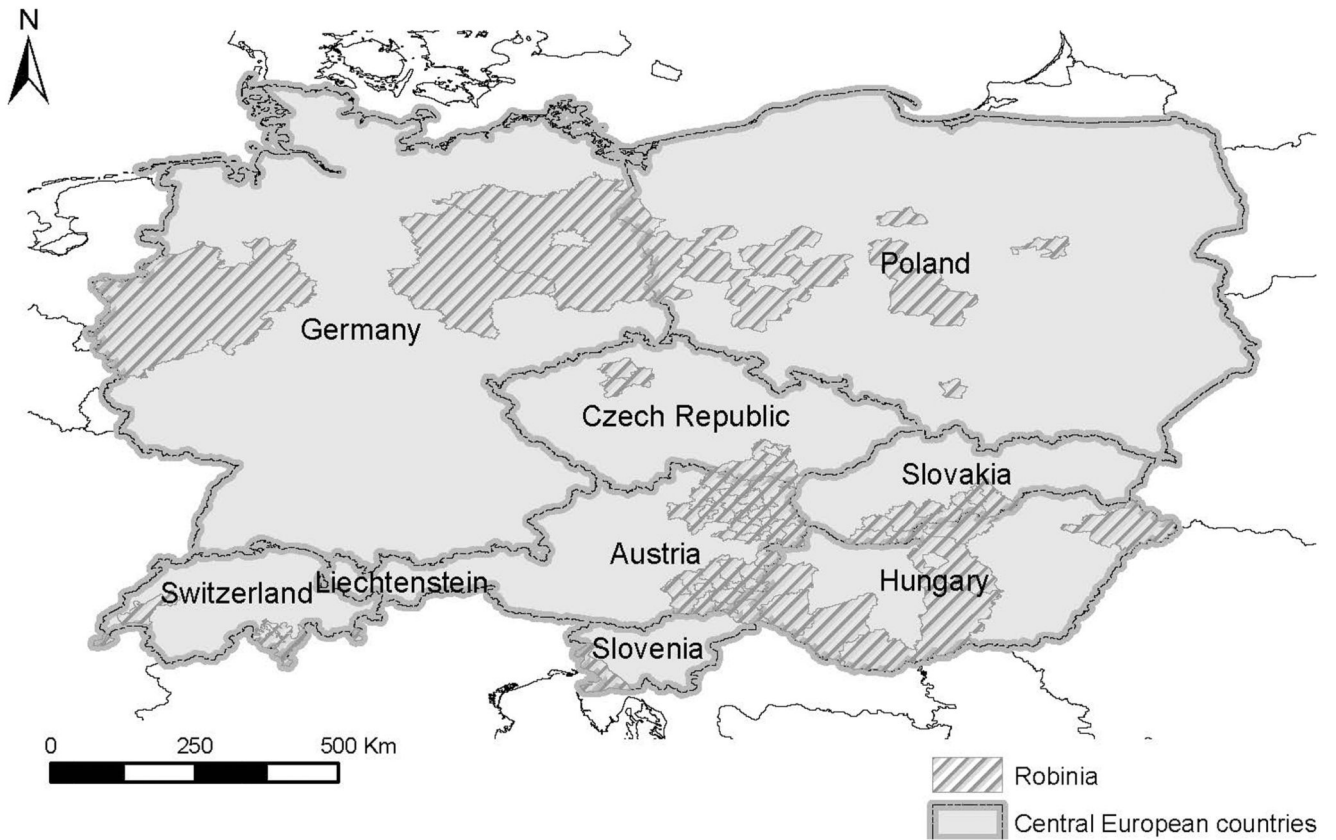 N
Poland
Germany
Czech Republic
Slovakia
Austria
Hungary
Switzerland
Liechtenstein
Slovenia
0 250 500 Km
Robinia
Central European countries